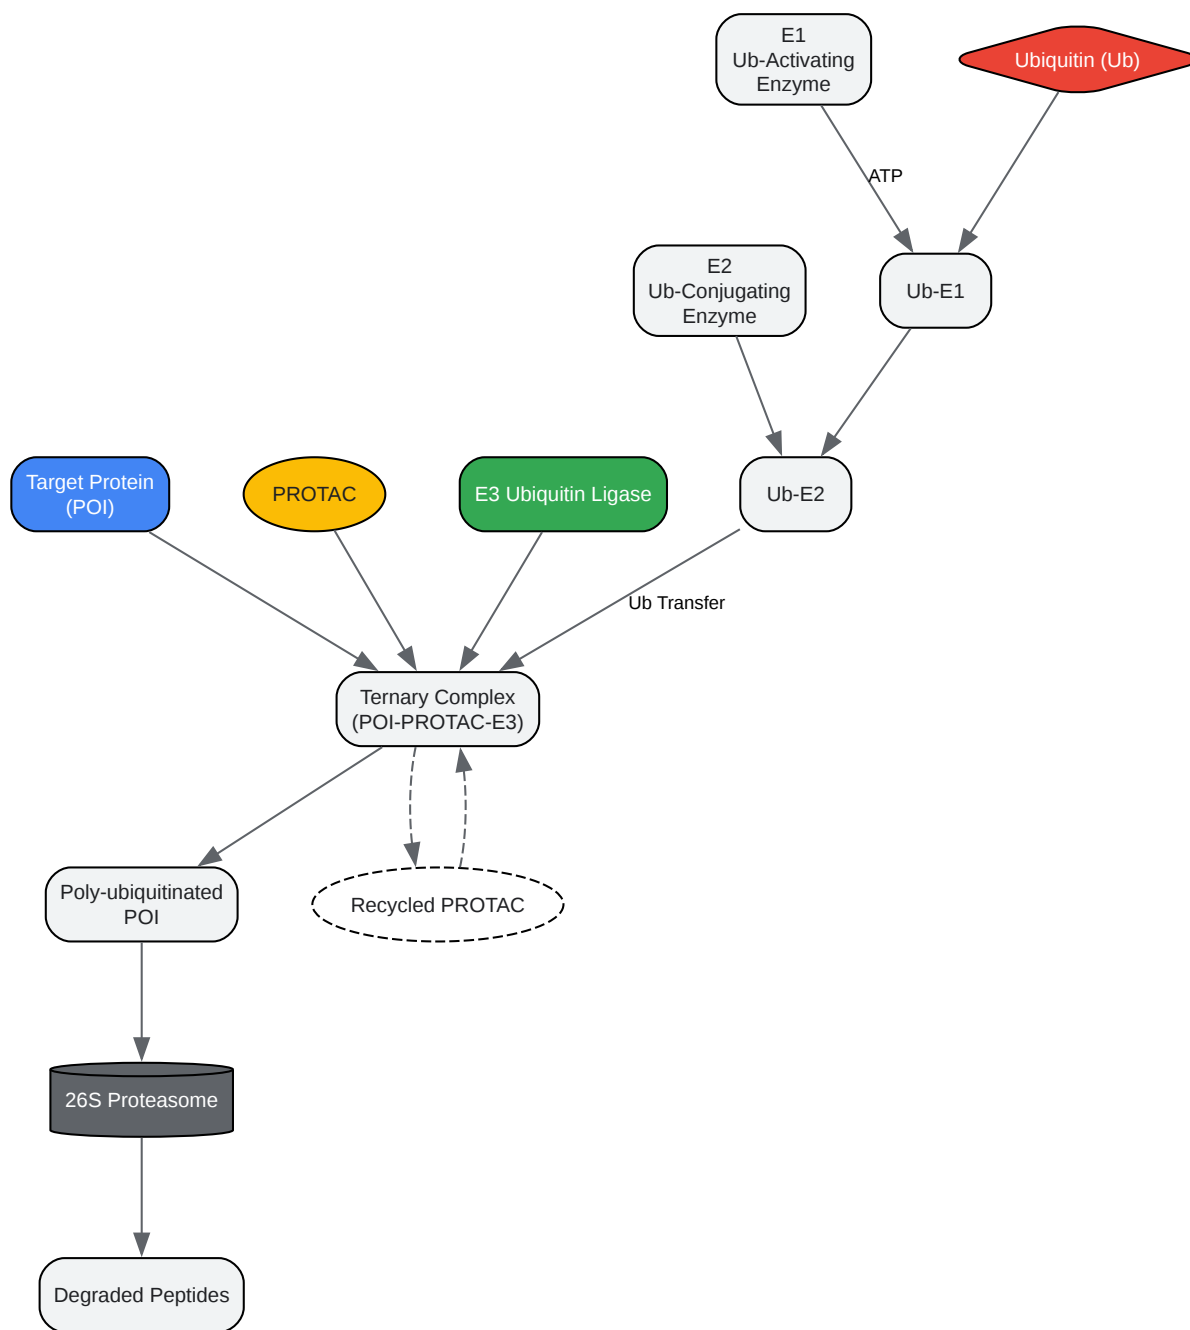 E1
Ub-Activating
Enzyme
Ubiquitin (Ub)
ATP
E2
Ub-Conjugating
Enzyme
Ub-E1
Target Protein
(POI)
PROTAC
E3 Ubiquitin Ligase
Ub-E2
Ub Transfer
Ternary Complex
(POI-PROTAC-E3)
Poly-ubiquitinated
POI
Recycled PROTAC
26S Proteasome
Degraded Peptides